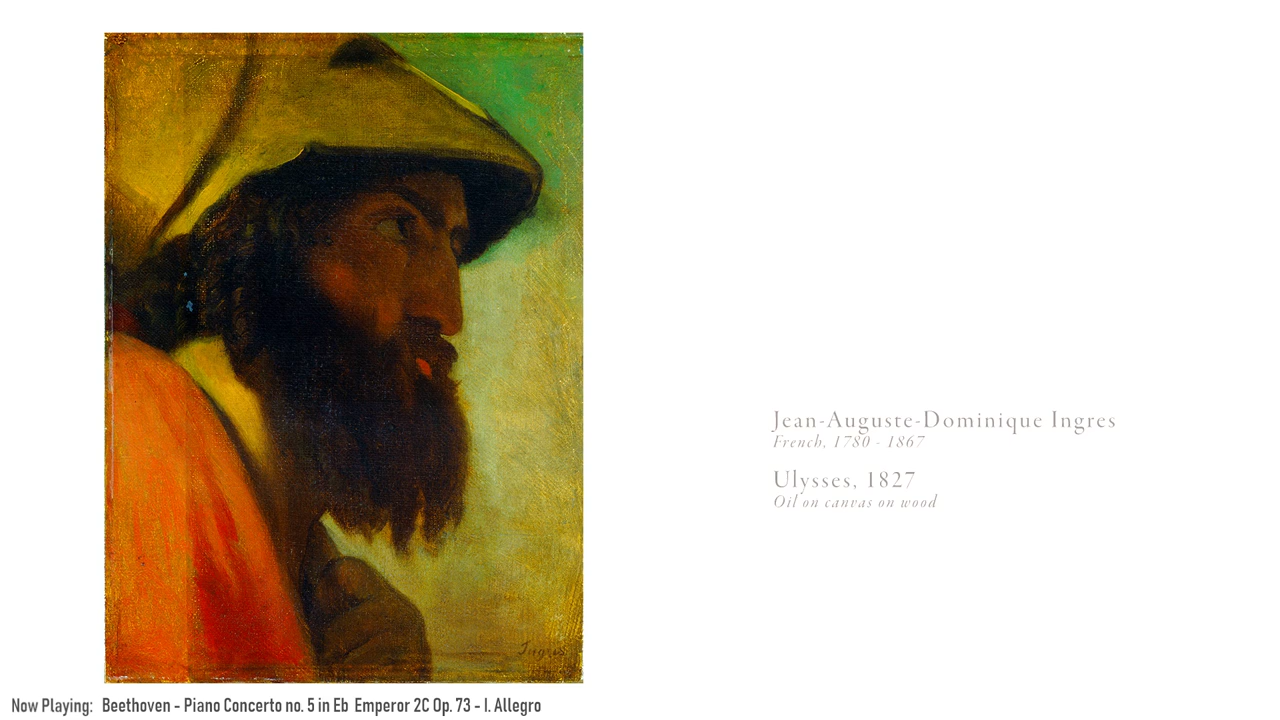 Jean-Auguste-Dominique Ingres
French, 1780 - 1867
Ulysses, 1827
Oil on canvas on wood
Ingres
Now Playing: Beethoven - Piano Concerto no. 5 in Eb Emperor 2C Op. 73 - I. Allegro